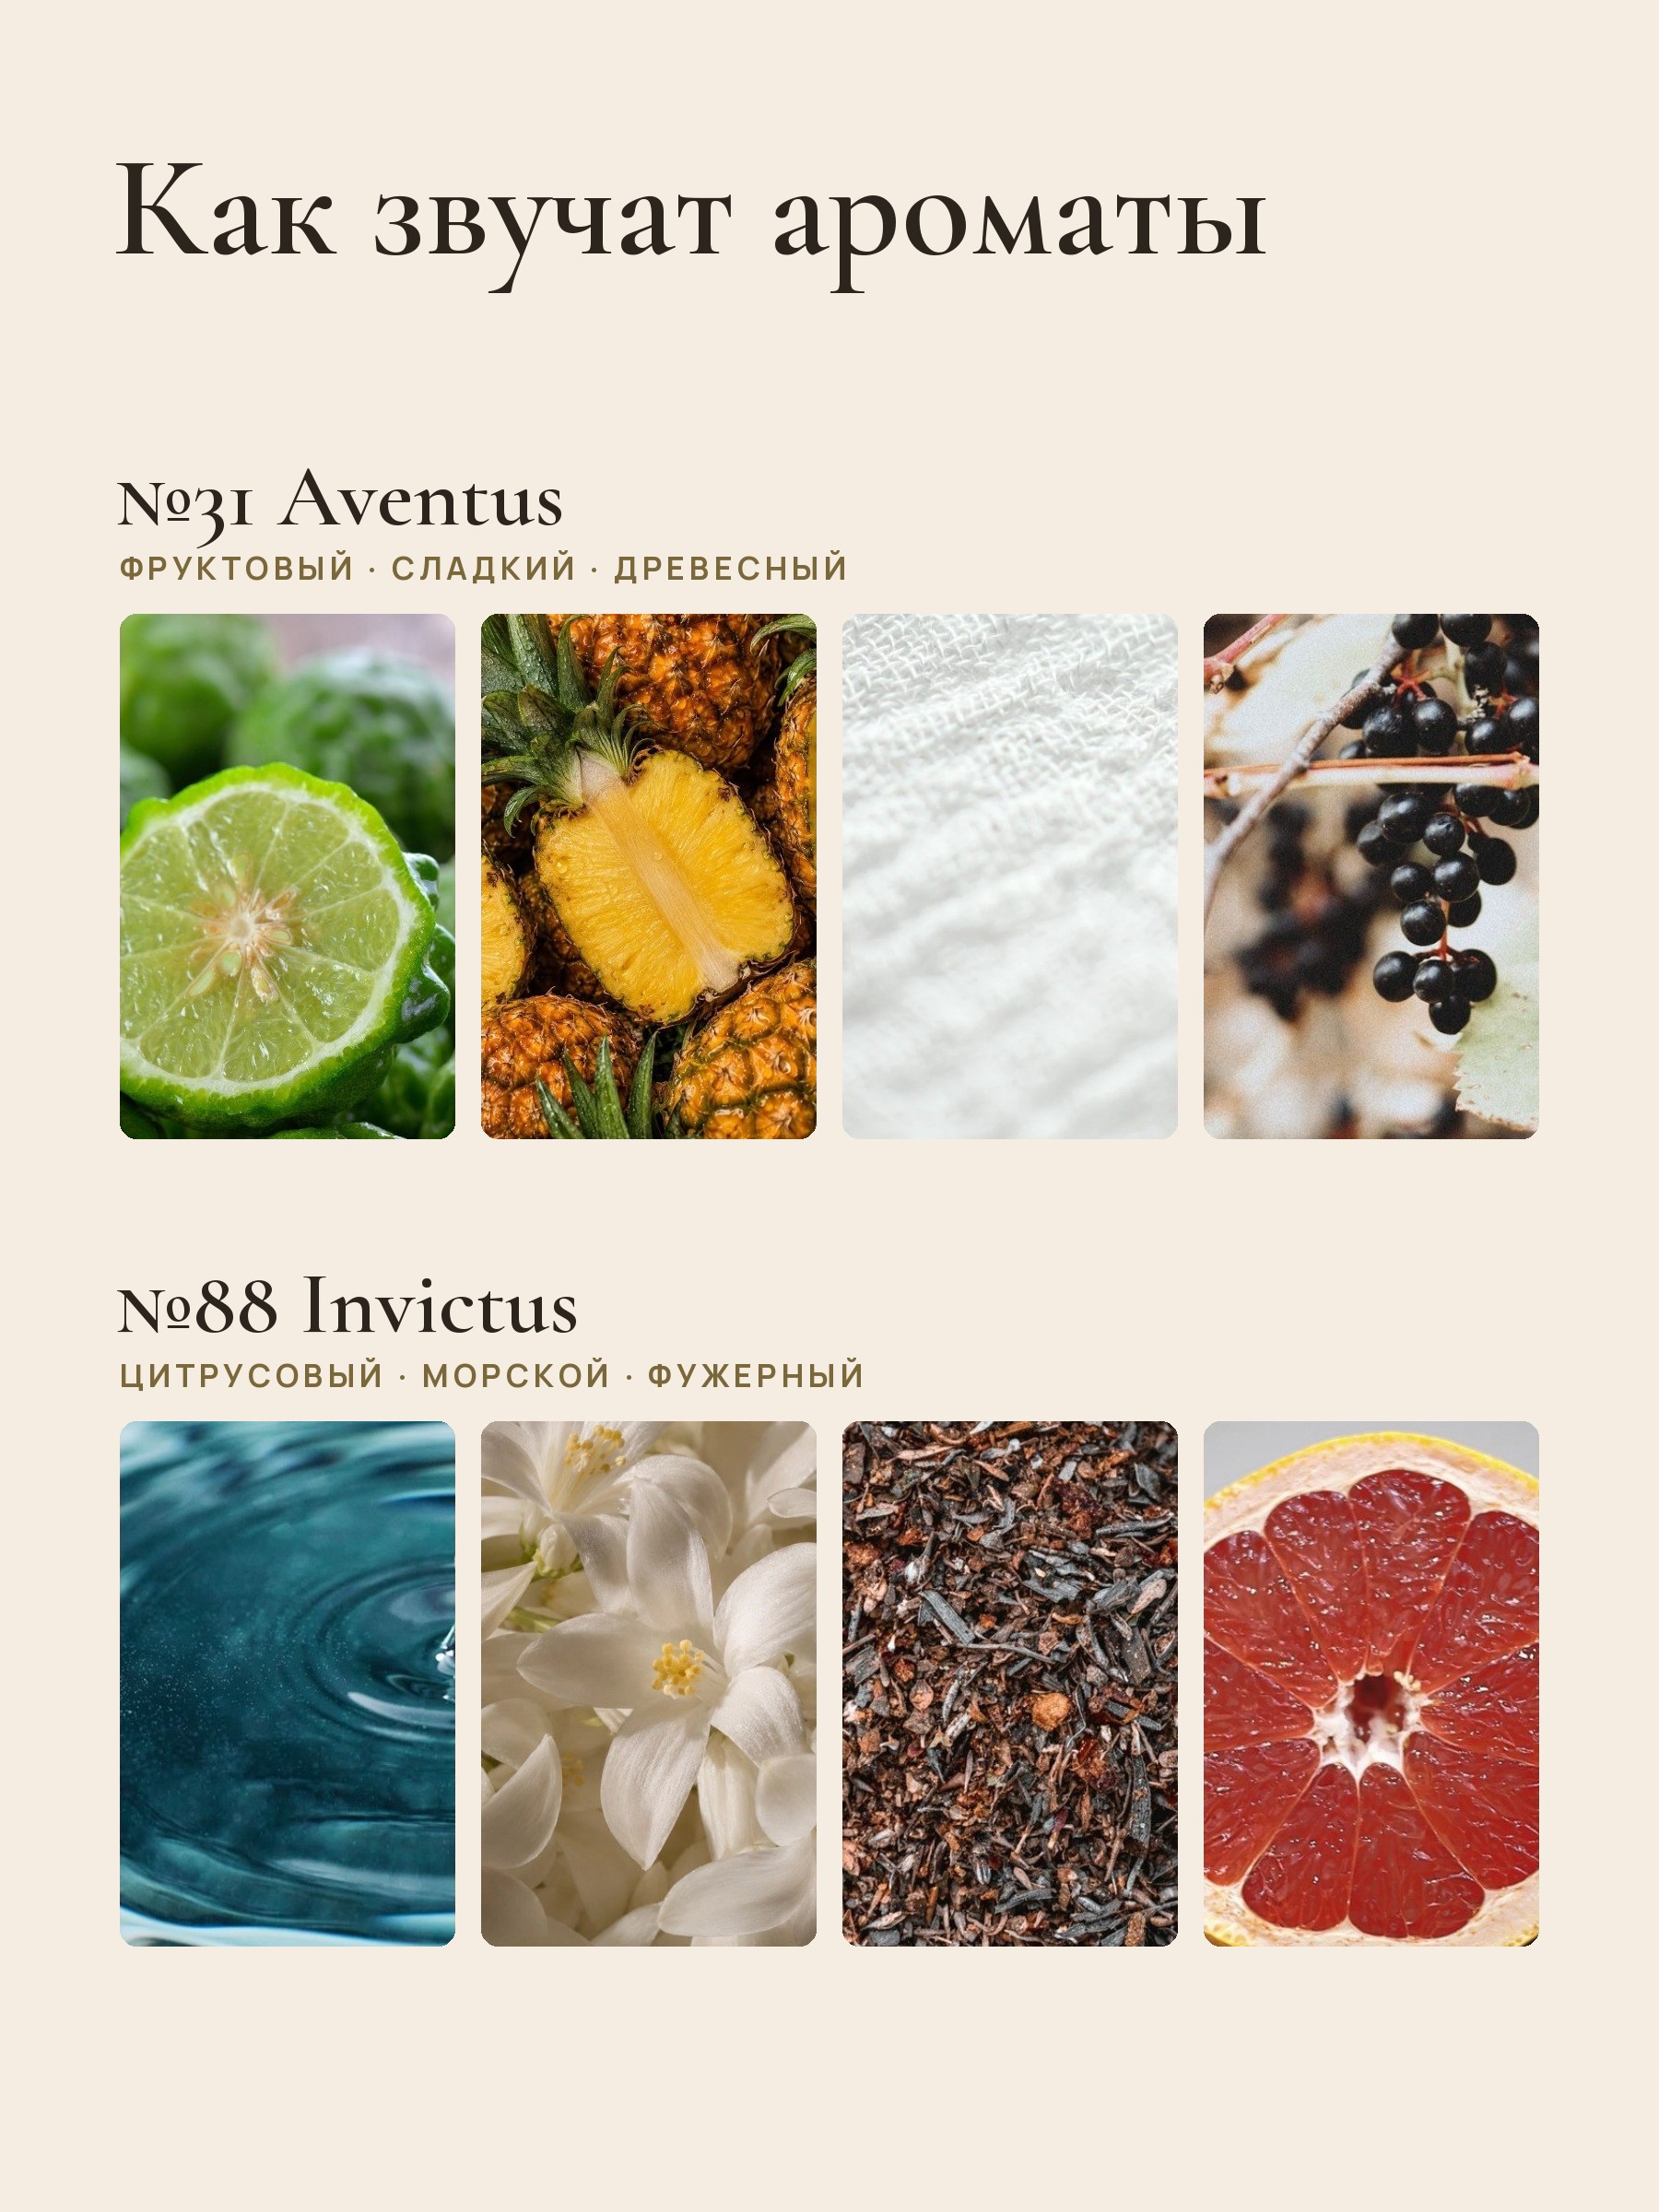 Как звучат ароматы
№31 Aventus
ФРУКТОВЫЙ · СЛАДКИЙ · ДРЕВЕСНЫЙ
№88 Invictus
ЦИТРУСОВЫЙ · МОРСКОЙ · ФУЖЕРНЫЙ